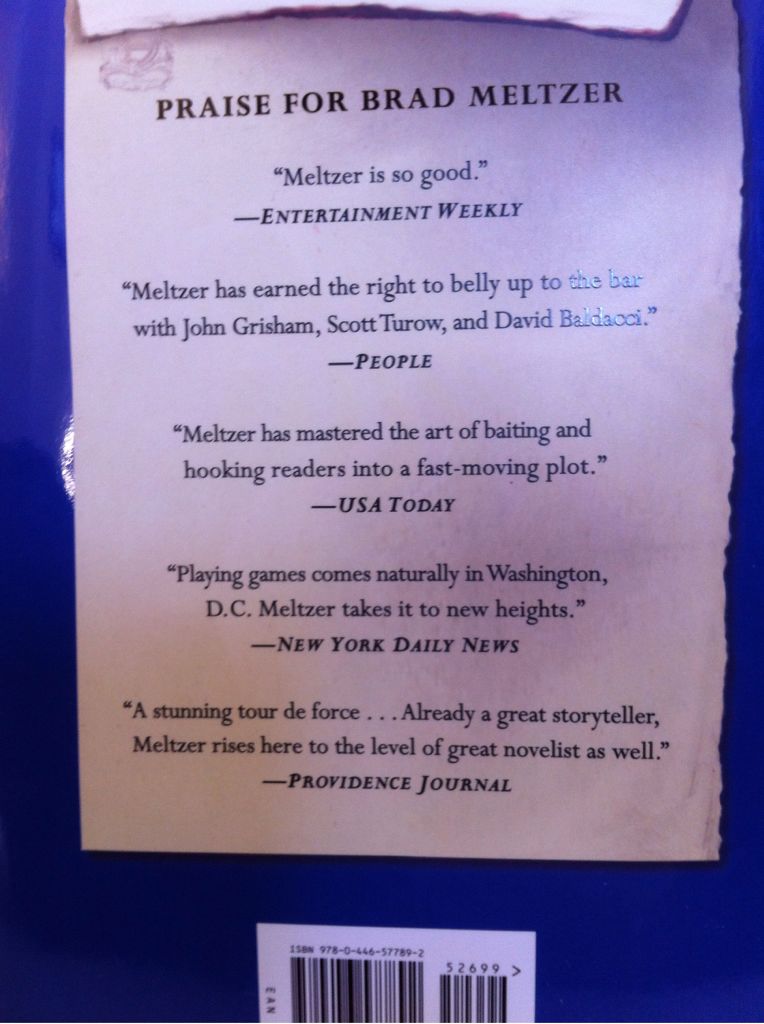 PRAISE FOR BRAD MELTZER
“Meltzer is so good.”
—ENTERTAINMENT WEEKLY
“Meltzer has earned the right to belly up to the bar
with John Grisham, Scott Turow, and David Baldacci.”
—PEOPLE
“Meltzer has mastered the art of baiting and
hooking readers into a fast-moving plot.”
—USA TODAY
“Playing games comes naturally in Washington,
D.C. Meltzer takes it to new heights.”
—NEW YORK DAILY NEWS
“A stunning tour de force . . . Already a great storyteller,
Meltzer rises here to the level of great novelist as well.”
—PROVIDENCE JOURNAL
ISBN 978-0-446-57789-2
52699 >
EAN